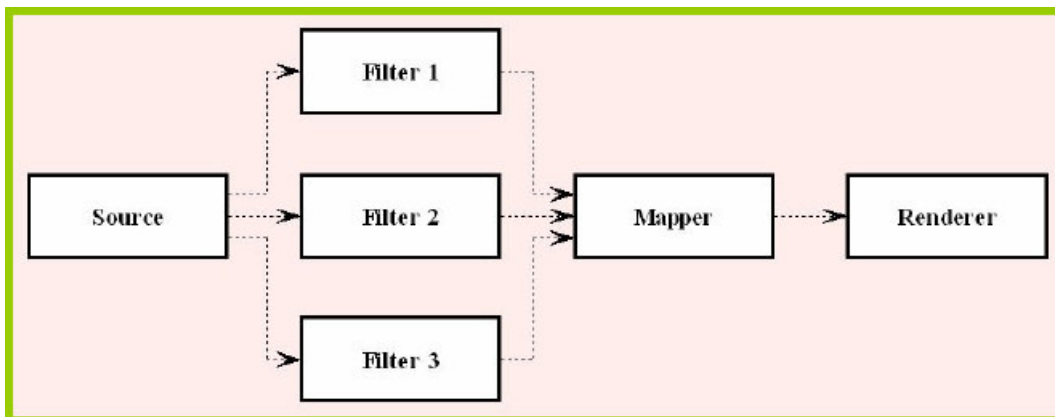 Filter 1
Source
Filter 2
Mapper
Renderer
Filter 3